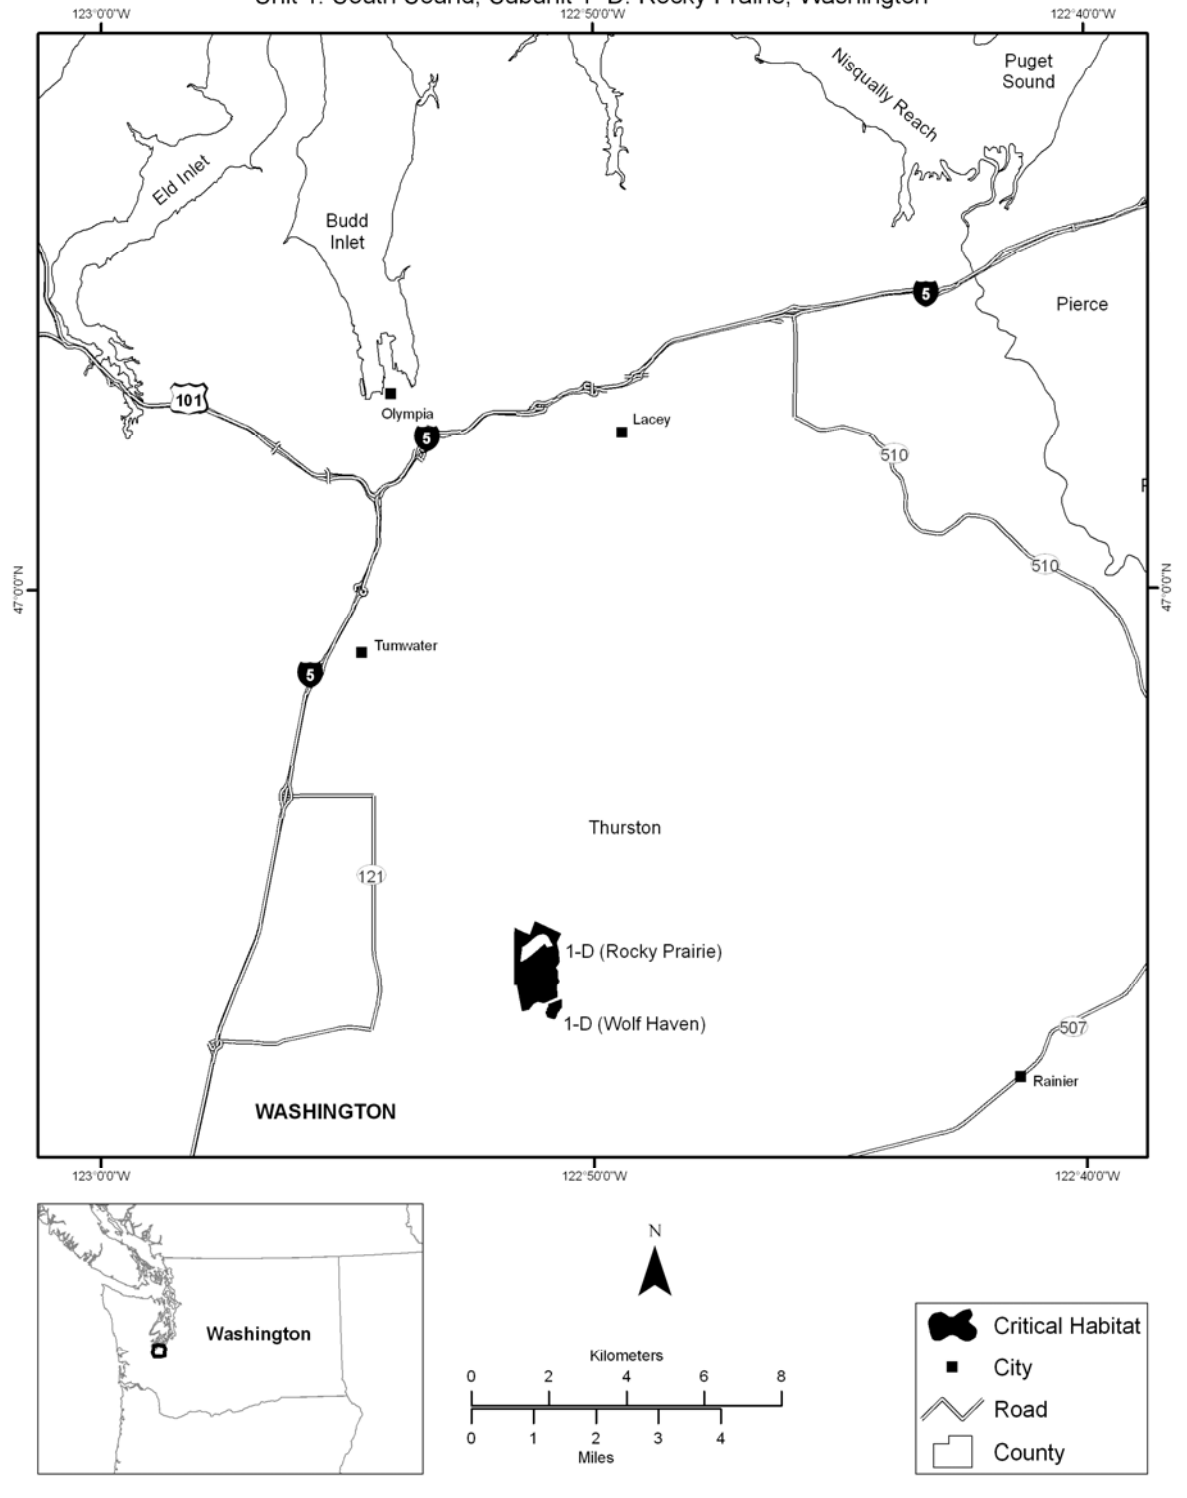 Unit 1: South Sound, Subunit 1-D: Rocky Prairie, Washington
123°0'0"W
122°50'0"W
122°40'0"W
Nisqually Reach
Puget
Sound
Eld Inlet
Budd
Inlet
5
Pierce
101
Olympia
5
Lacey
510
510
47°0'0"N
47°0'0"N
Tumwater
5
Thurston
121
1-D (Rocky Prairie)
1-D (Wolf Haven)
507
Rainier
WASHINGTON
123°0'0"W
122°50'0"W
122°40'0"W
N
Washington
Kilometers
0 2 4 6 8
0 1 2 3 4
Miles
Critical Habitat
City
Road
County